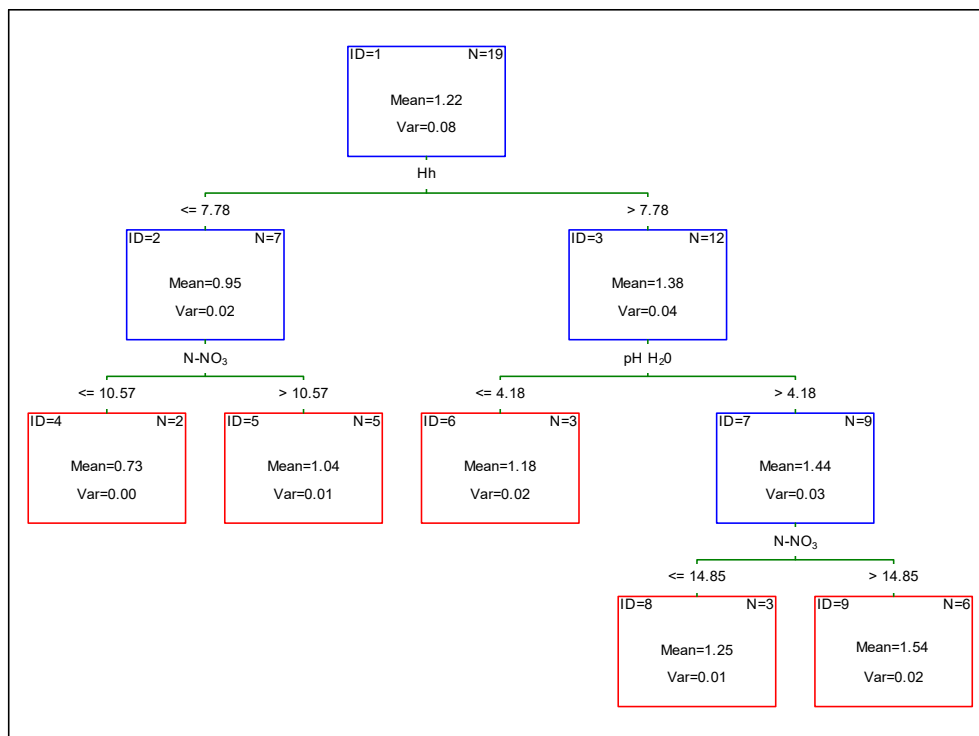 ID=1 N=19
Mean=1.22
Var=0.08
Hh
<= 7.78 > 7.78
ID=2 N=7
Mean=0.95
Var=0.02
N-NO₃
ID=3 N=12
Mean=1.38
Var=0.04
pH H₂0
<= 10.57 > 10.57
<= 4.18 > 4.18
ID=4 N=2
Mean=0.73
Var=0.00
ID=5 N=5
Mean=1.04
Var=0.01
ID=6 N=3
Mean=1.18
Var=0.02
ID=7 N=9
Mean=1.44
Var=0.03
N-NO₃
<= 14.85 > 14.85
ID=8 N=3
Mean=1.25
Var=0.01
ID=9 N=6
Mean=1.54
Var=0.02